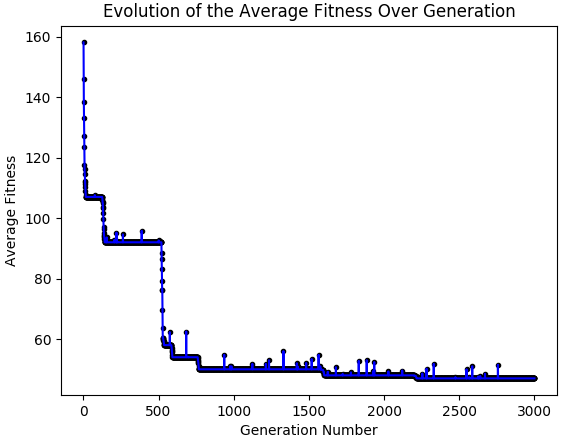 Evolution of the Average Fitness Over Generation
160
140
120
100
80
60
Average Fitness
0 500 1000 1500 2000 2500 3000
Generation Number